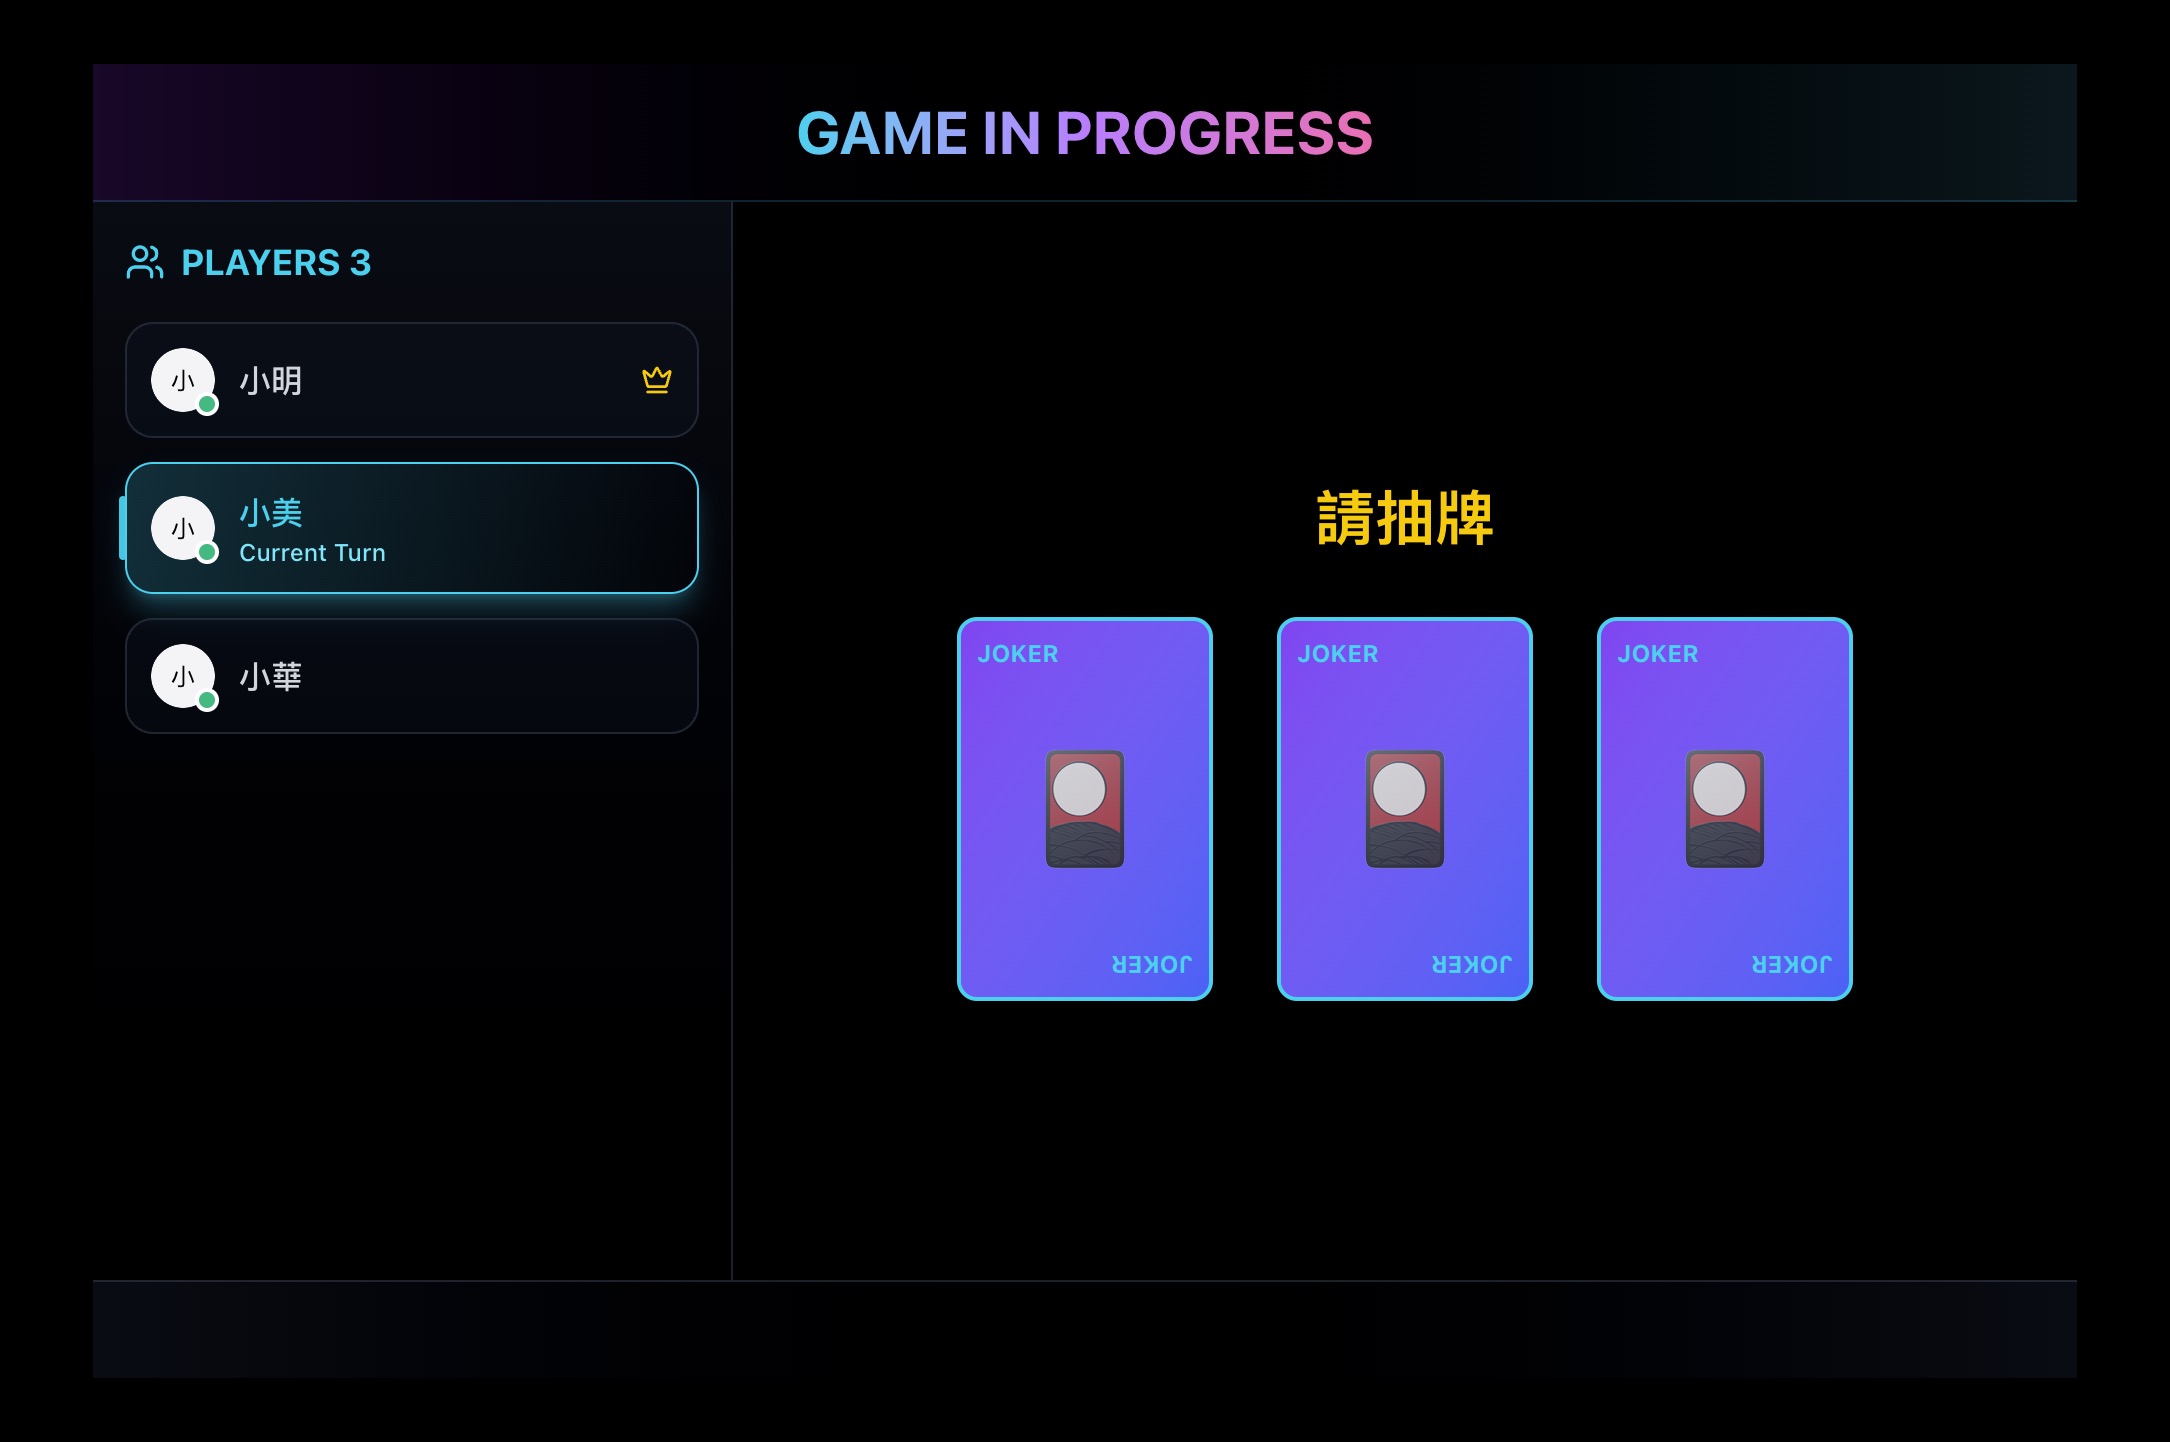 GAME IN PROGRESS
PLAYERS 3
小
小明
小
小美
Current Turn
小
小華
請抽牌
JOKER
JOKER
JOKER
JOKER
JOKER
JOKER